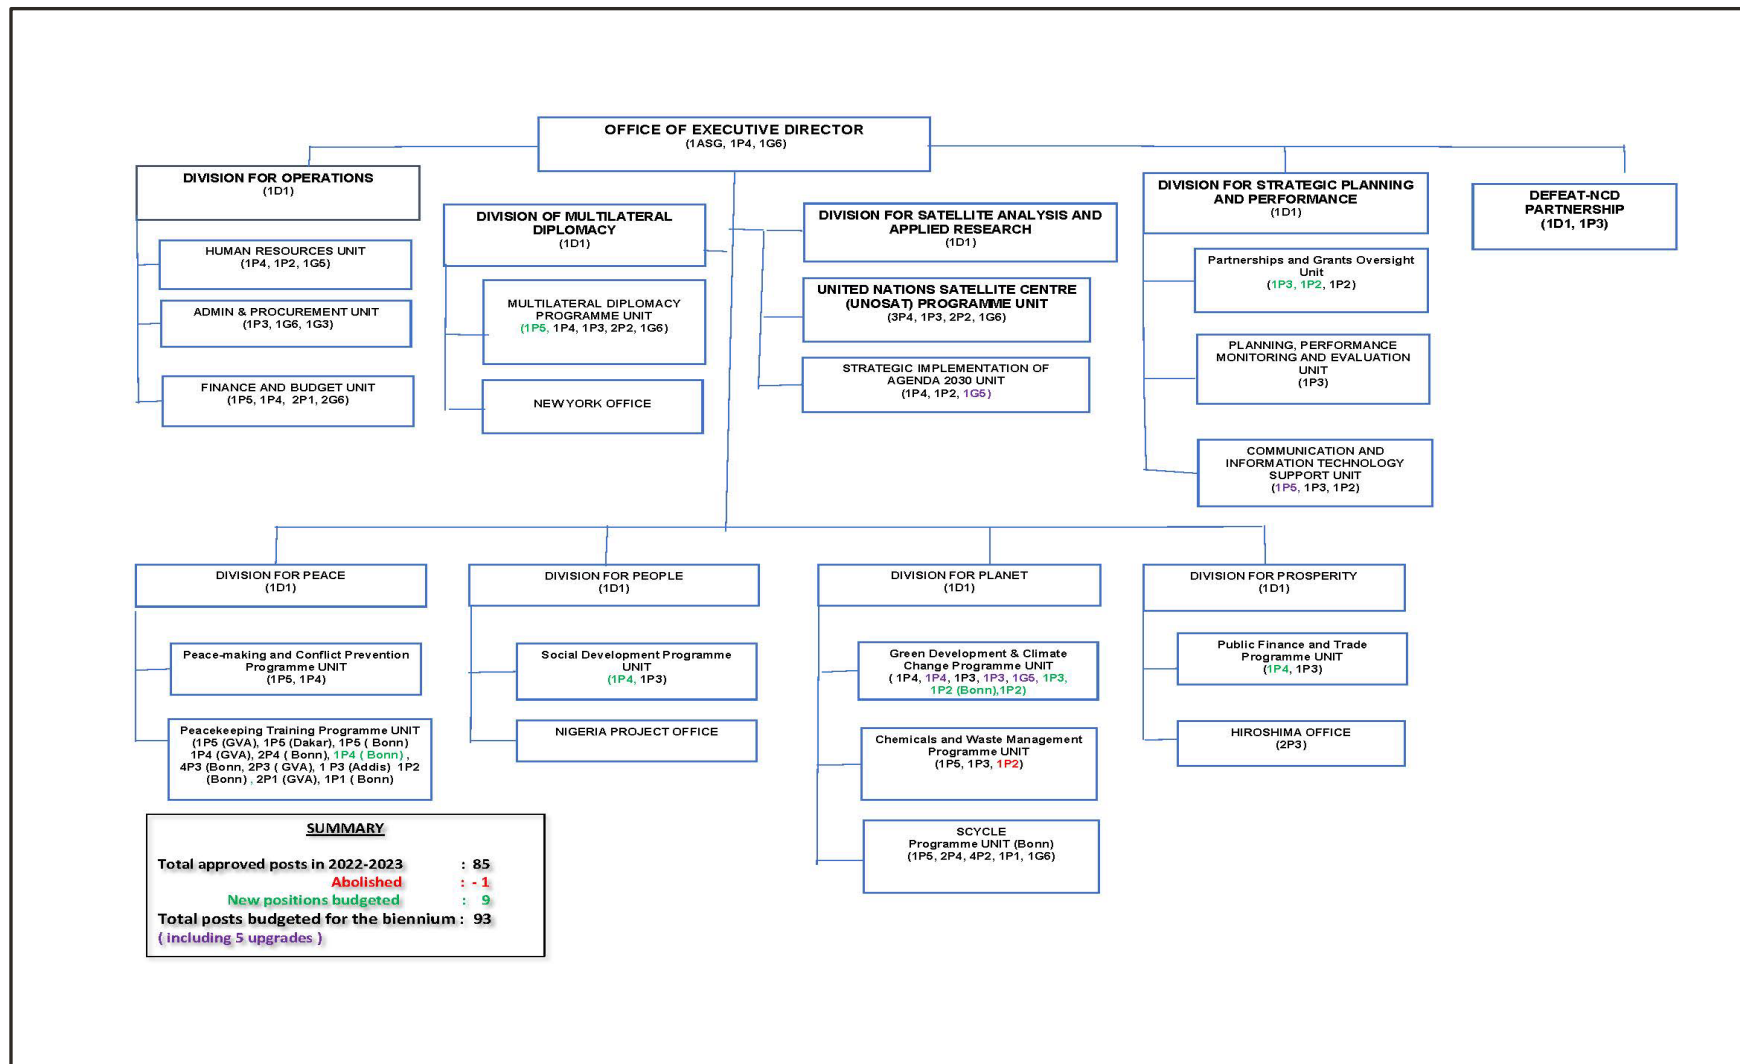 OFFICE OF EXECUTIVE DIRECTOR
(1ASG, 1P4, 1G6)
DIVISION FOR OPERATIONS
(1D1)
HUMAN RESOURCES UNIT
(1P4, 1P2, 1G5)
ADMIN & PROCUREMENT UNIT
(1P3, 1G6, 1G3)
FINANCE AND BUDGET UNIT
(1P5, 1P4, 2P1, 2G6)
DIVISION OF MULTILATERAL
DIPLOMACY
(1D1)
MULTILATERAL DIPLOMACY
PROGRAMME UNIT
(1P5, 1P4, 1P3, 2P2, 1G6)
NEW YORK OFFICE
DIVISION FOR SATELLITE ANALYSIS AND
APPLIED RESEARCH
(1D1)
UNITED NATIONS SATELLITE CENTRE
(UNOSAT) PROGRAMME UNIT
(3P4, 1P3, 2P2, 1G6)
STRATEGIC IMPLEMENTATION OF
AGENDA 2030 UNIT
(1P4, 1P2, 1G5)
DIVISION FOR STRATEGIC PLANNING
AND PERFORMANCE
(1D1)
Partnerships and Grants Oversight
Unit
(1P3, 1P2, 1P2)
PLANNING, PERFORMANCE
MONITORING AND EVALUATION
UNIT
(1P3)
COMMUNICATION AND
INFORMATION TECHNOLOGY
SUPPORT UNIT
(1P5, 1P3, 1P2)
DEFEAT-NCD
PARTNERSHIP
(1D1, 1P3)
DIVISION FOR PEACE
(1D1)
Peace-making and Conflict Prevention
Programme UNIT
(1P5, 1P4)
Peacekeeping Training Programme UNIT
(1P5 (GVA), 1P5 (Dakar), 1P5 ( Bonn)
1P4 (GVA), 2P4 ( Bonn), 1P4 ( Bonn) ,
4P3 (Bonn, 2P3 ( GVA), 1 P3 (Addis) 1P2
(Bonn) , 2P1 (GVA), 1P1 ( Bonn)
DIVISION FOR PEOPLE
(1D1)
Social Development Programme
UNIT
(1P4, 1P3)
NIGERIA PROJECT OFFICE
DIVISION FOR PLANET
(1D1)
Green Development & Climate
Change Programme UNIT
( 1P4, 1P4, 1P3, 1P3, 1G5, 1P3,
1P2 (Bonn),1P2)
Chemicals and Waste Management
Programme UNIT
(1P5, 1P3, 1P2)
SCYCLE
Programme UNIT (Bonn)
(1P5, 2P4, 4P2, 1P1, 1G6)
DIVISION FOR PROSPERITY
(1D1)
Public Finance and Trade
Programme UNIT
(1P4, 1P3)
HIROSHIMA OFFICE
(2P3)
SUMMARY
Total approved posts in 2022-2023 : 85
Abolished : - 1
New positions budgeted : 9
Total posts budgeted for the biennium : 93
( including 5 upgrades )